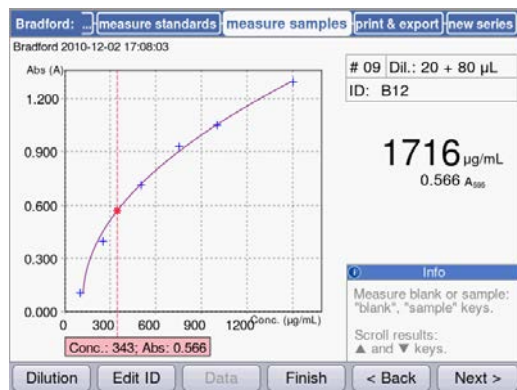 Bradford: ... measure standards measure samples print & export new series
Bradford 2010-12-02 17:08:03
Abs (A)
1.200
0.900
0.600
0.300
0.000
0 300 600 900 1200 Conc. (µg/mL)
Conc.: 343; Abs: 0.566
# 09 Dil.: 20 + 80 µL
ID: B12
1716 µg/mL
0.566 A595
Info
Measure blank or sample:
"blank", "sample" keys.
Scroll results:
▲ and ▼ keys.
Dilution Edit ID Data Finish < Back Next >